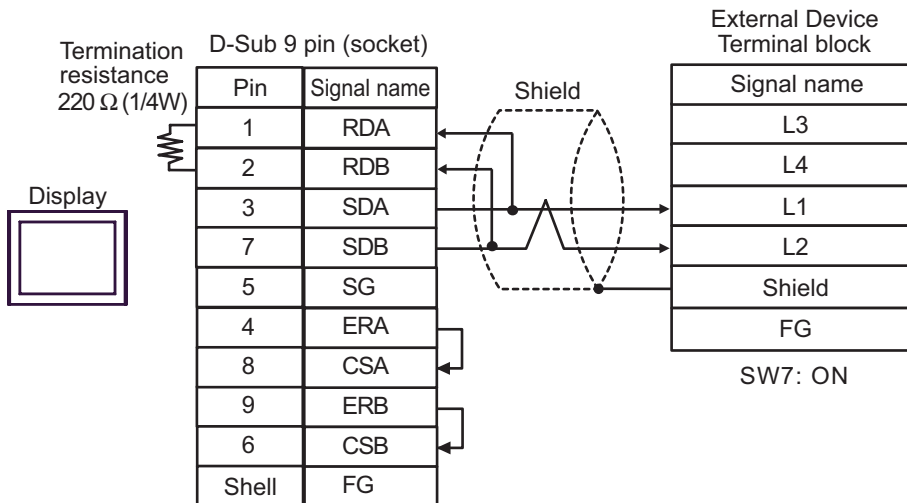 Termination
resistance
220 Ω (1/4W)
D-Sub 9 pin (socket)
Pin Signal name
1 RDA
2 RDB
3 SDA
7 SDB
5 SG
4 ERA
8 CSA
9 ERB
6 CSB
Shell FG
Display
Shield
External Device
Terminal block
Signal name
L3
L4
L1
L2
Shield
FG
SW7: ON